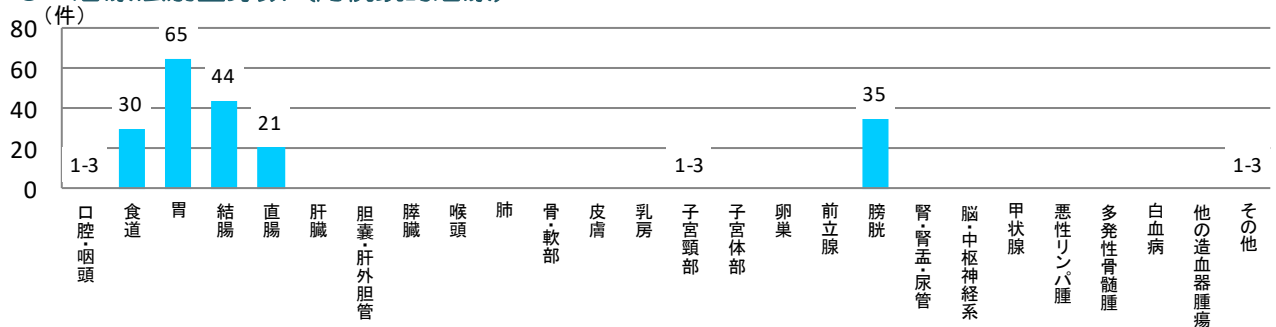 （件）
80
60
40
20
0
1-3
30
65
44
21
1-3
35
1-3
口腔・咽頭
食道
胃
結腸
直腸
肝臓
胆嚢・肝外胆管
膵臓
喉頭
肺
骨・軟部
皮膚
乳房
子宮頸部
子宮体部
卵巣
前立腺
膀胱
腎・腎盂・尿管
脳・中枢神経系
甲状腺
悪性リンパ腫
多発性骨髄腫
白血病
他の造血器腫瘍
その他